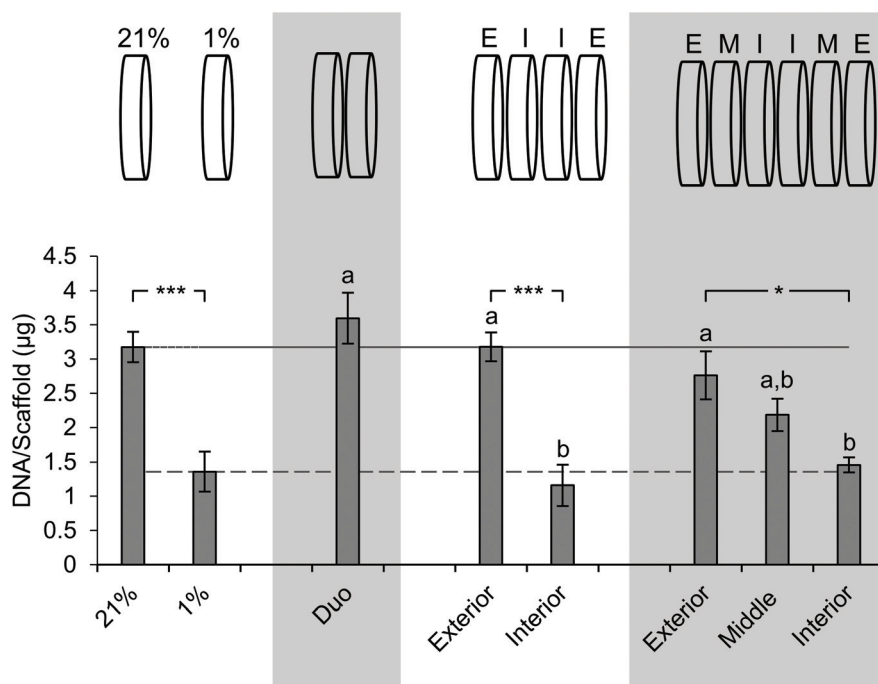 21% 1% E I I E E M I I M E
DNA/Scaffold (µg)
4.5
4
3.5
3
2.5
2
1.5
1
0.5
0
*** *** *
a a a a,b b b
21% 1% Duo Exterior Interior Exterior Middle Interior